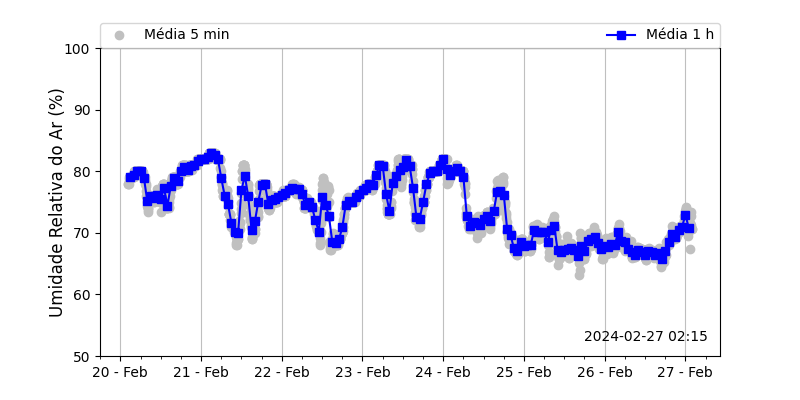 Média 5 min
Média 1 h
Umidade Relativa do Ar (%)
100
90
80
70
60
50
2024-02-27 02:15
20 - Feb
21 - Feb
22 - Feb
23 - Feb
24 - Feb
25 - Feb
26 - Feb
27 - Feb